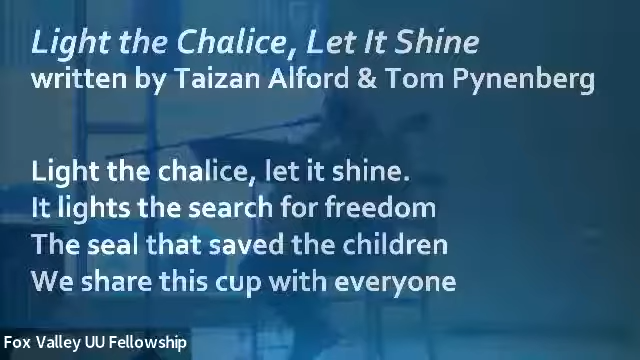 Light the Chalice, Let It Shine
written by Taizan Alford & Tom Pynenberg
Light the chalice, let it shine.
It lights the search for freedom
The seal that saved the children
We share this cup with everyone
Fox Valley UU Fellowship